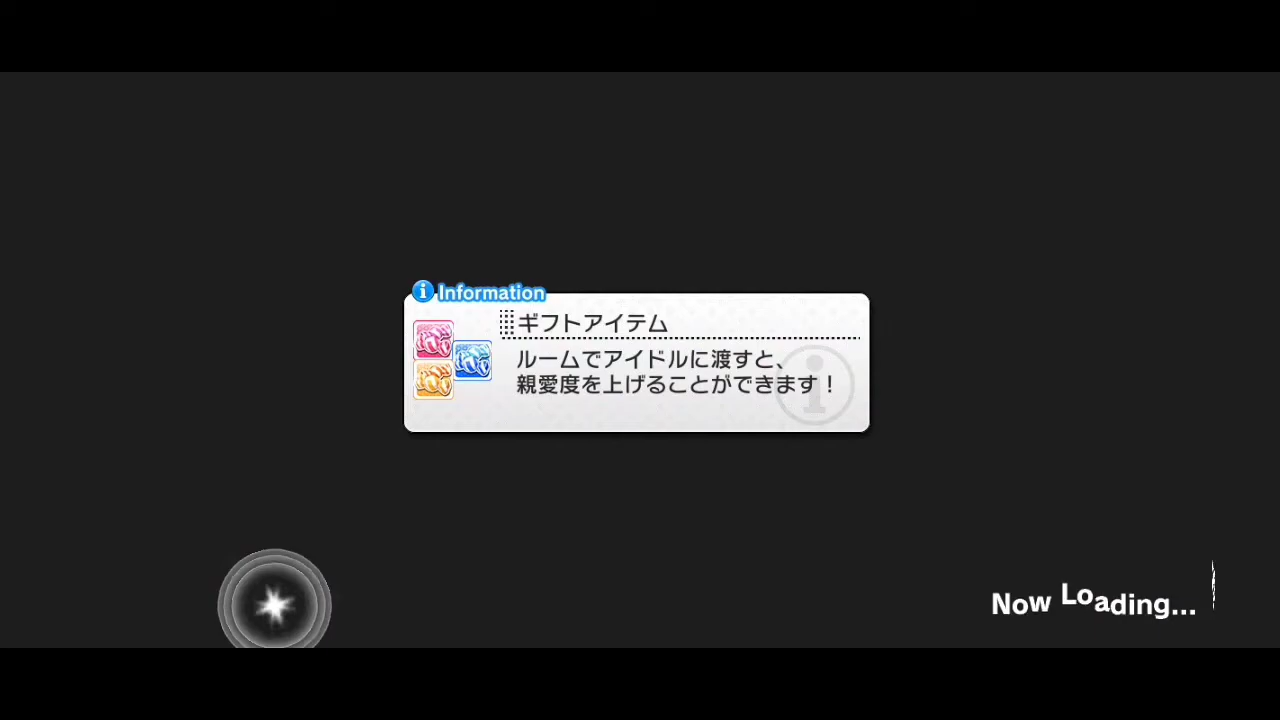 Information
ギフトアイテム
ルームでアイドルに渡すと、
親愛度を上げることができます！
Now Loading...